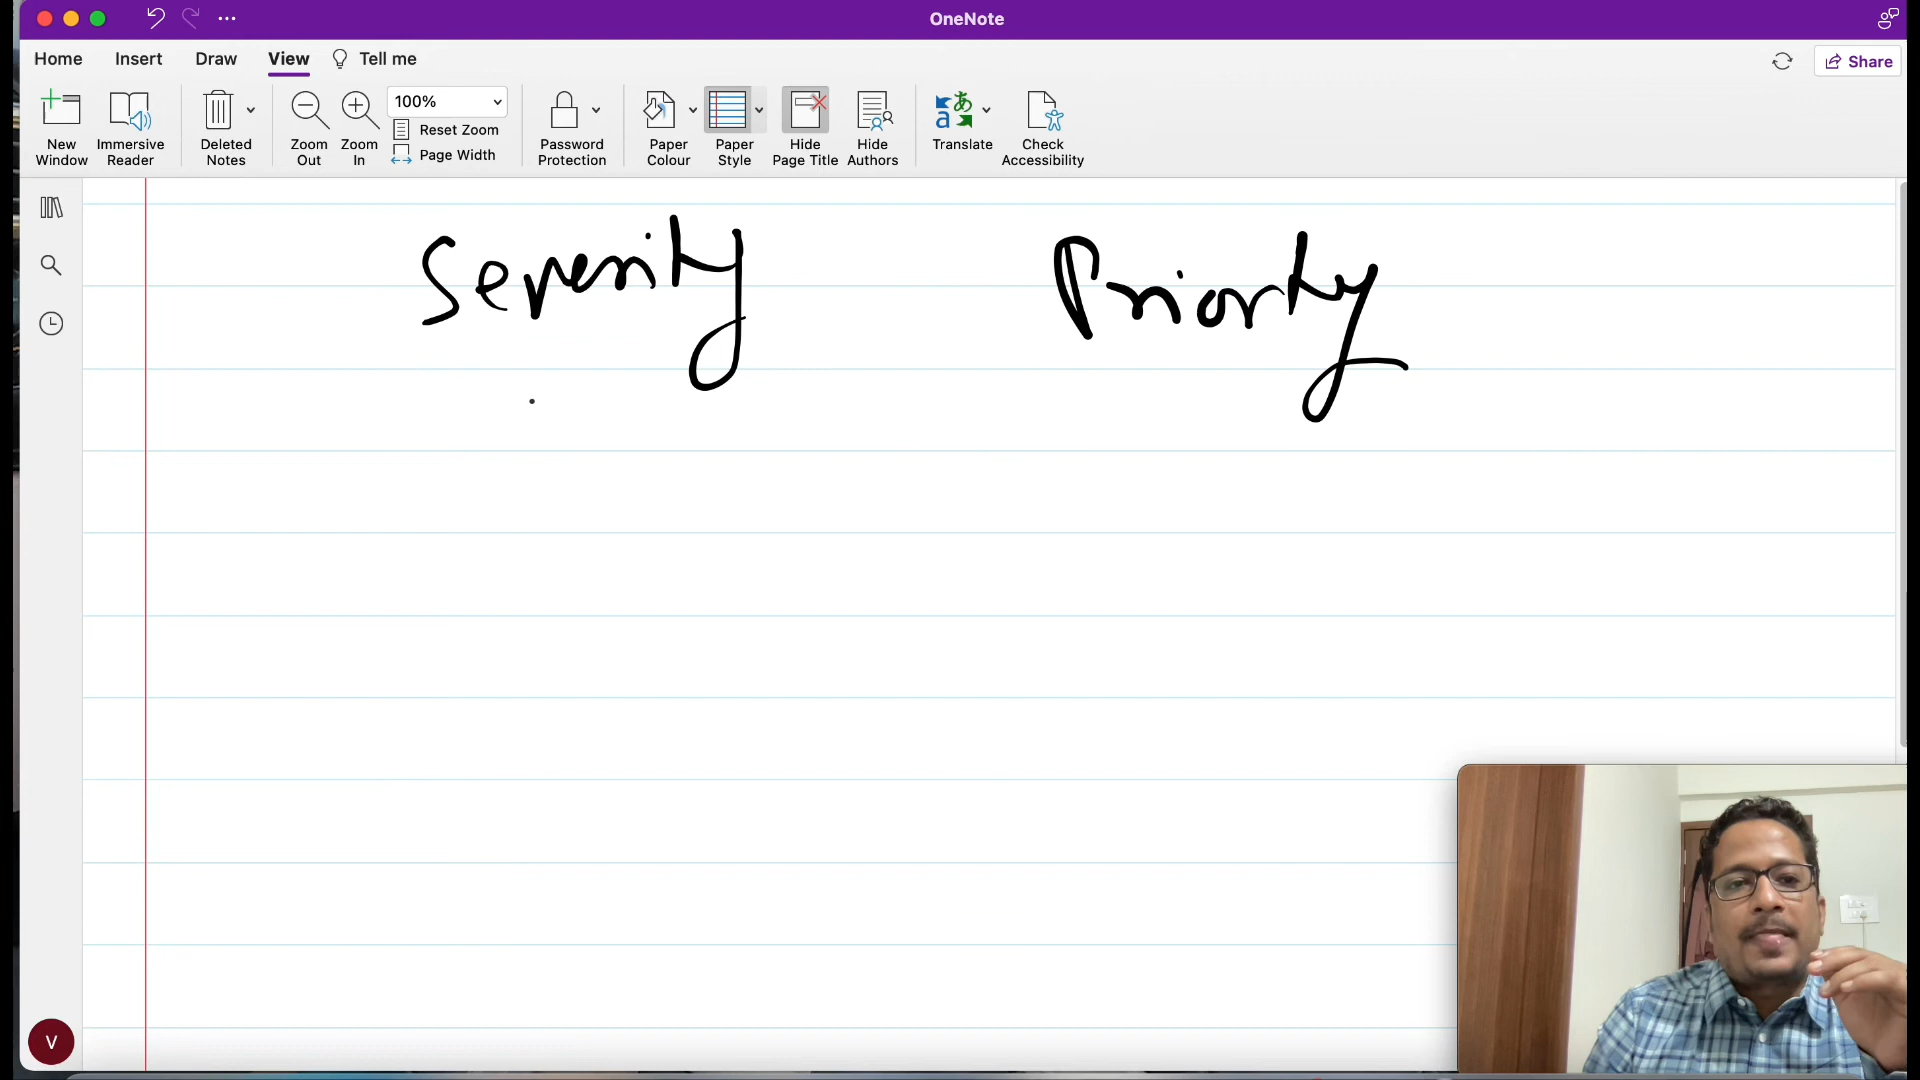 OneNote
Home Insert Draw View Tell me Share
100%
Reset Zoom
Page Width
New Window
Immersive Reader
Deleted Notes
Zoom Out
Zoom In
Password Protection
Paper Colour
Paper Style
Hide Page Title
Hide Authors
Translate
Check Accessibility
Severity Priority
V